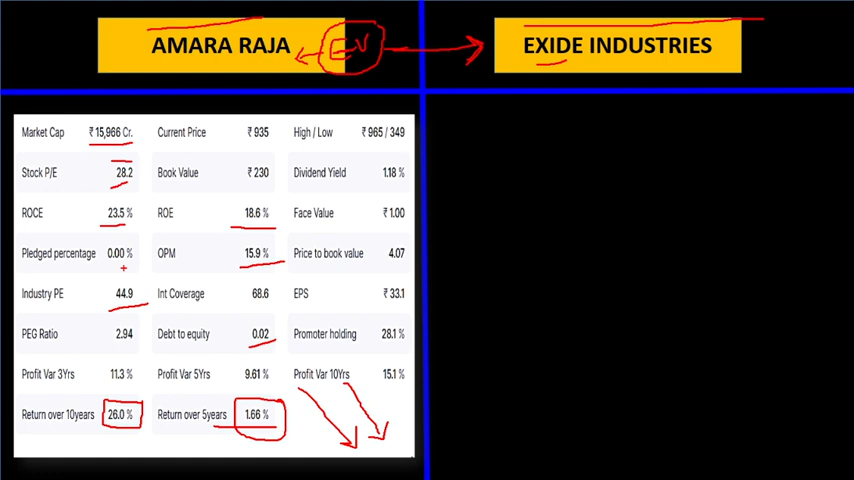 AMARA RAJA EV EXIDE INDUSTRIES
Market Cap ₹ 15,966 Cr. Current Price ₹ 935 High / Low ₹ 965 / 349
Stock P/E 28.2 Book Value ₹ 230 Dividend Yield 1.18 %
ROCE 23.5 % ROE 18.6 % Face Value ₹ 1.00
Pledged percentage 0.00 % OPM 15.9 % Price to book value 4.07
Industry PE 44.9 Int Coverage 68.6 EPS ₹ 33.1
PEG Ratio 2.94 Debt to equity 0.02 Promoter holding 28.1 %
Profit Var 3Yrs 11.3 % Profit Var 5Yrs 9.61 % Profit Var 10Yrs 15.1 %
Return over 10years 26.0 % Return over 5years 1.66 %